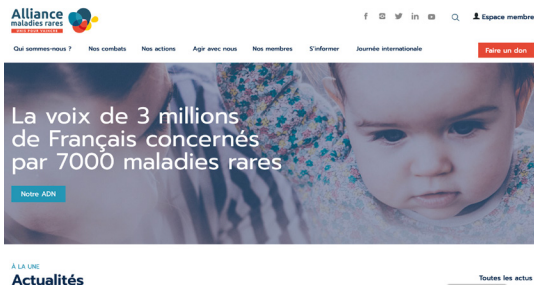 Alliance
maladies rares
UNIS POUR VAINCRE
Espace membre
Qui sommes-nous ? Nos combats Nos actions Agir avec nous Nos membres S'informer Journée internationale Faire un don
La voix de 3 millions
de Français concernés
par 7000 maladies rares
Notre ADN
À LA UNE
Actualités
Toutes les actus